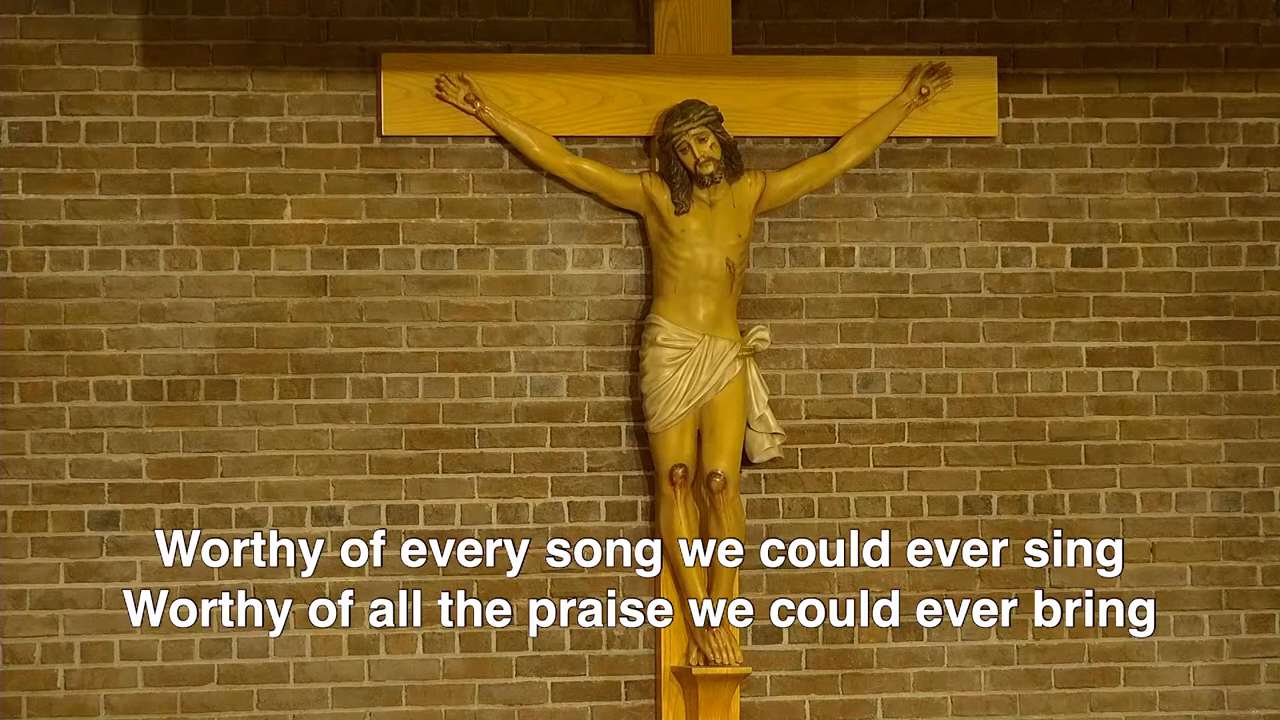 Worthy of every song we could ever sing
Worthy of all the praise we could ever bring